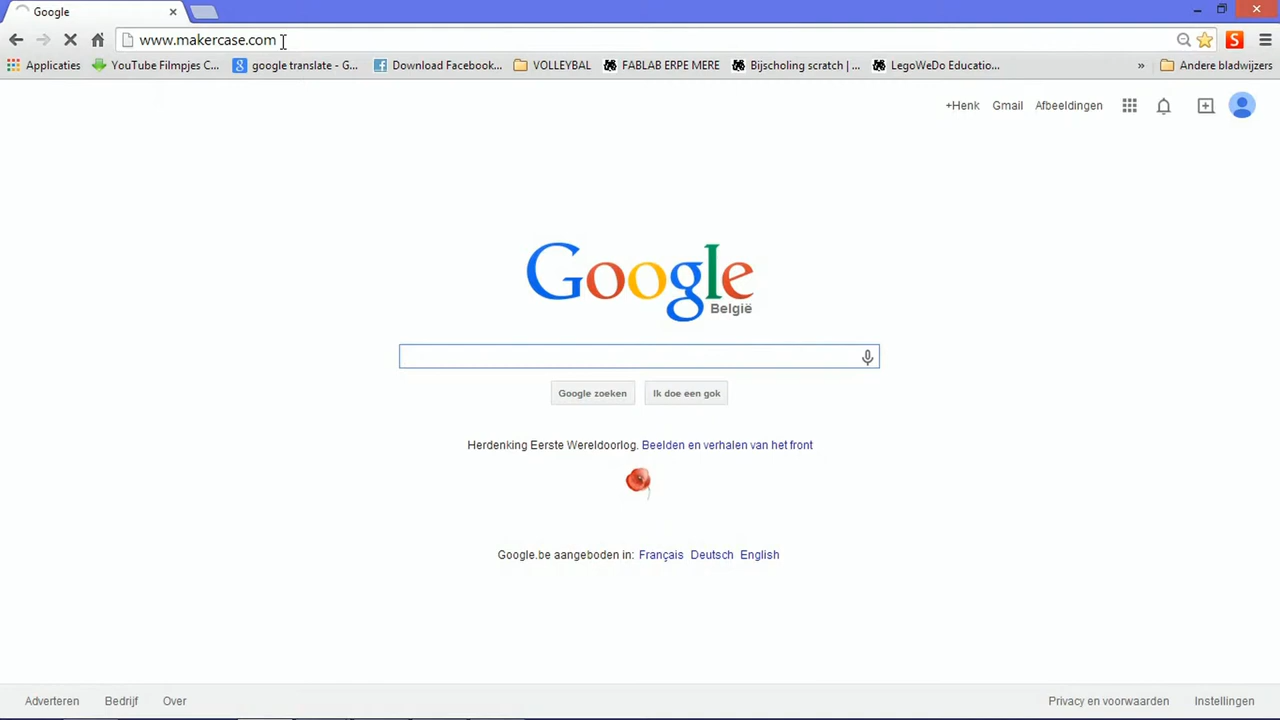 Google
www.makercase.com
Applicaties YouTube Filmpjes C... google translate - G... Download Facebook... VOLLEYBAL FABLAB ERPE MERE Bijscholing scratch | ... LegoWeDo Educatio... » Andere bladwijzers
+Henk Gmail Afbeeldingen
Google
België
Google zoeken Ik doe een gok
Herdenking Eerste Wereldoorlog. Beelden en verhalen van het front
Google.be aangeboden in: Français Deutsch English
Adverteren Bedrijf Over Privacy en voorwaarden Instellingen